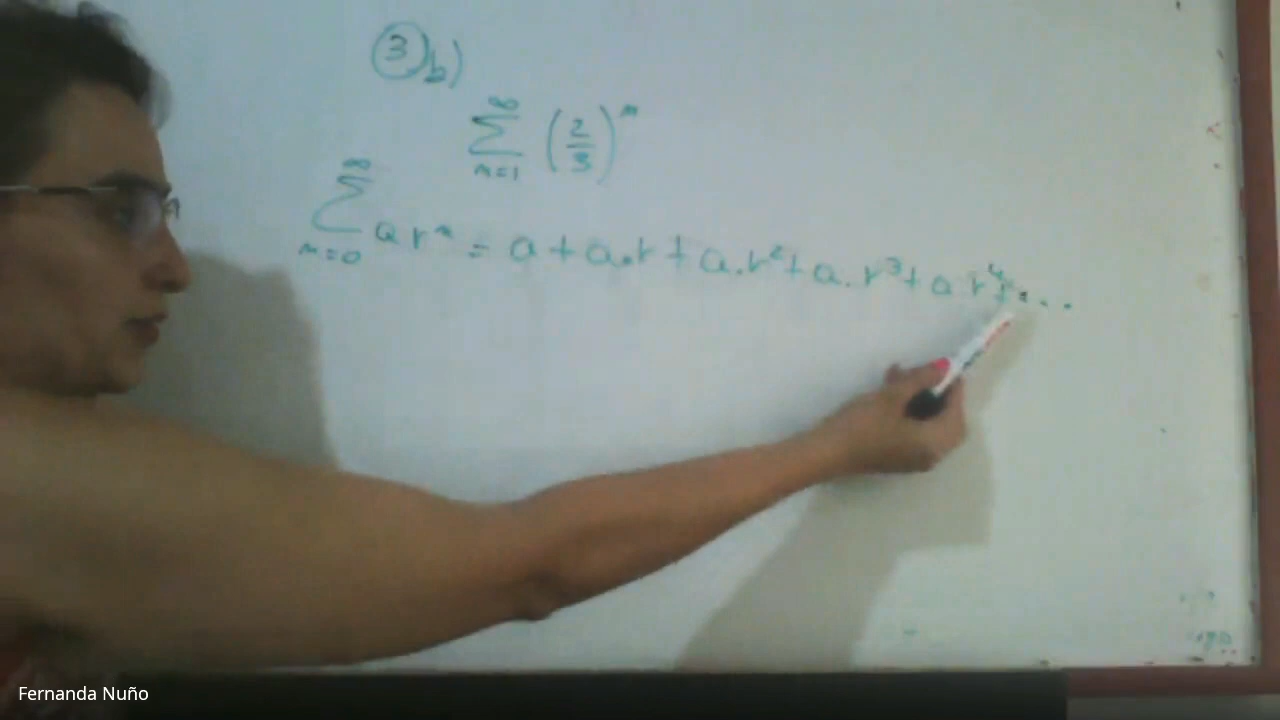 3 b)
∑_{n=1}^{∞} (2/3)^n
∑_{n=0}^{∞} a r^n = a + a.r + a.r² + a.r³ + a r⁴ + ...
Fernanda Nuño